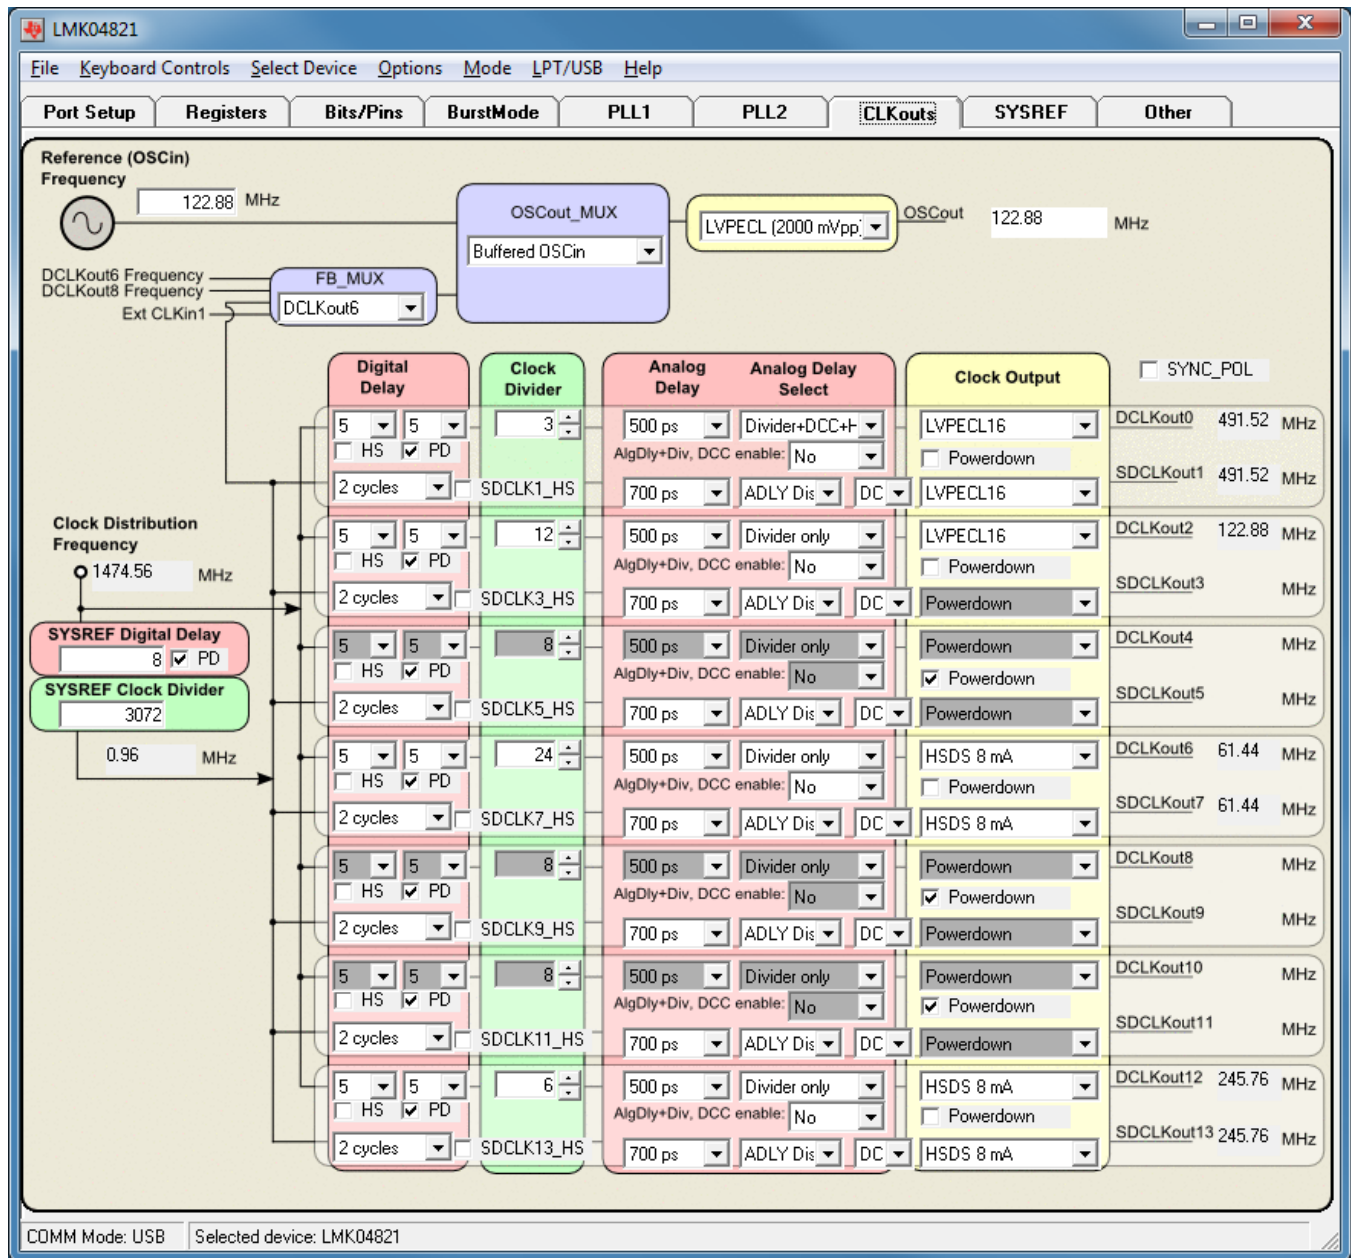 LMK04821
File Keyboard Controls Select Device Options Mode LPT/USB Help
Port Setup Registers Bits/Pins BurstMode PLL1 PLL2 CLKouts SYSREF Other
Reference (OSCin)
Frequency
122.88 MHz
OSCout_MUX
Buffered OSCin
LVPECL (2000 mVpp)
OSCout 122.88 MHz
DCLKout6 Frequency
DCLKout8 Frequency
Ext CLKin1
FB_MUX
DCLKout6
Digital Delay
Clock Divider
Analog Delay
Analog Delay Select
Clock Output
SYNC_POL
5 5 3 500 ps Divider+DCC+H LVPECL16 DCLKout0 491.52 MHz
HS PD AlgDly+Div, DCC enable: No Powerdown
2 cycles SDCLK1_HS 700 ps ADLY Dis DC LVPECL16 SDCLKout1 491.52 MHz
Clock Distribution
Frequency
1474.56 MHz
5 5 12 500 ps Divider only LVPECL16 DCLKout2 122.88 MHz
HS PD AlgDly+Div, DCC enable: No Powerdown
2 cycles SDCLK3_HS 700 ps ADLY Dis DC Powerdown SDCLKout3 MHz
SYSREF Digital Delay
8 PD
SYSREF Clock Divider
3072
0.96 MHz
5 5 8 500 ps Divider only Powerdown DCLKout4 MHz
HS PD AlgDly+Div, DCC enable: No Powerdown
2 cycles SDCLK5_HS 700 ps ADLY Dis DC Powerdown SDCLKout5 MHz
5 5 24 500 ps Divider only HSDS 8 mA DCLKout6 61.44 MHz
HS PD AlgDly+Div, DCC enable: No Powerdown
2 cycles SDCLK7_HS 700 ps ADLY Dis DC HSDS 8 mA SDCLKout7 61.44 MHz
5 5 8 500 ps Divider only Powerdown DCLKout8 MHz
HS PD AlgDly+Div, DCC enable: No Powerdown
2 cycles SDCLK9_HS 700 ps ADLY Dis DC Powerdown SDCLKout9 MHz
5 5 8 500 ps Divider only Powerdown DCLKout10 MHz
HS PD AlgDly+Div, DCC enable: No Powerdown
2 cycles SDCLK11_HS 700 ps ADLY Dis DC Powerdown SDCLKout11 MHz
5 5 6 500 ps Divider only HSDS 8 mA DCLKout12 245.76 MHz
HS PD AlgDly+Div, DCC enable: No Powerdown
2 cycles SDCLK13_HS 700 ps ADLY Dis DC HSDS 8 mA SDCLKout13 245.76 MHz
COMM Mode: USB Selected device: LMK04821